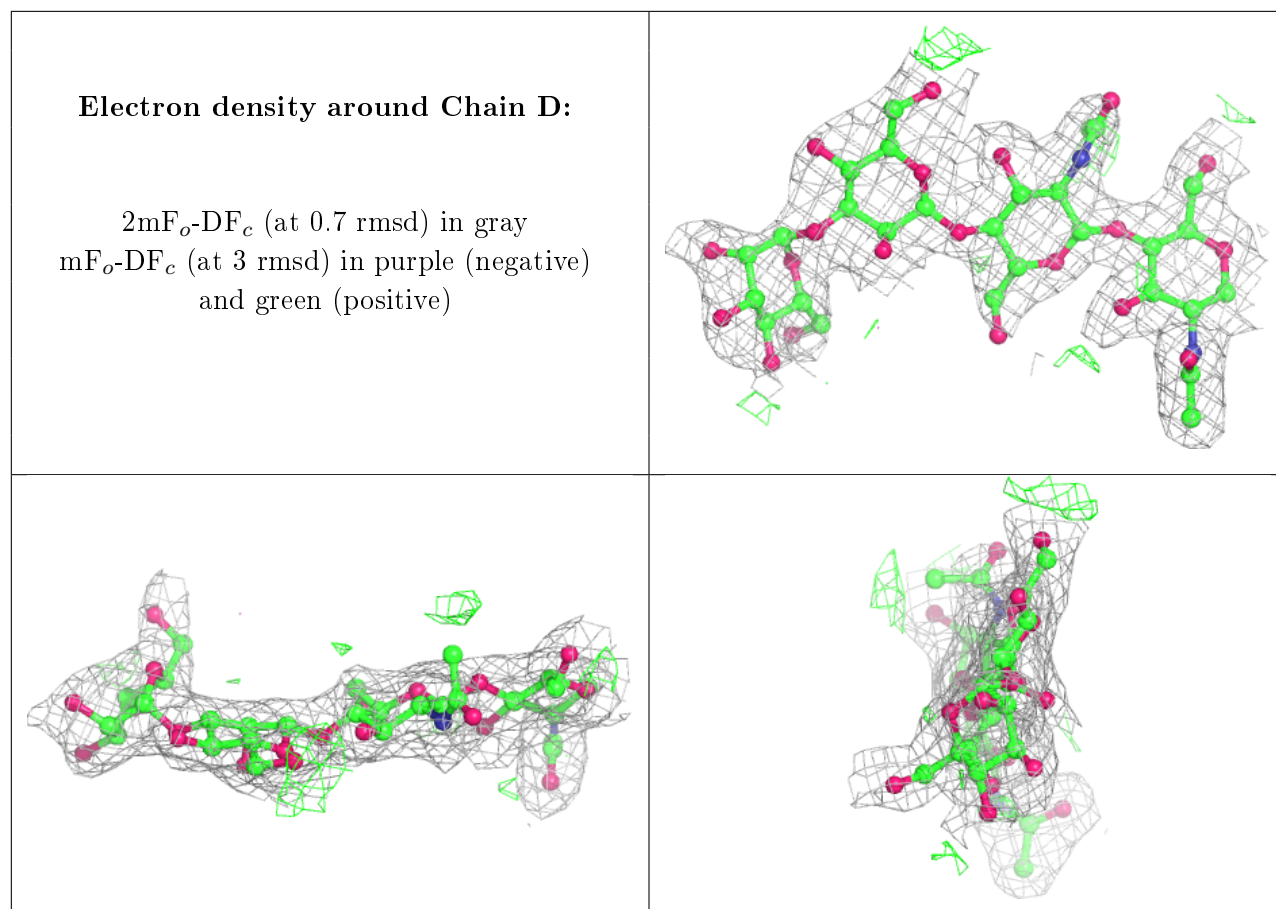 Electron density around Chain D:
2mFo-DFc (at 0.7 rmsd) in gray
mFo-DFc (at 3 rmsd) in purple (negative)
and green (positive)